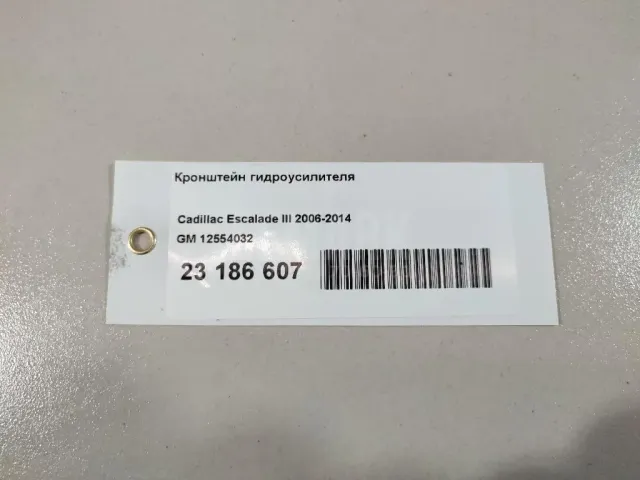 Кронштейн гидроусилителя
Cadillac Escalade III 2006-2014
GM 12554032
23 186 607